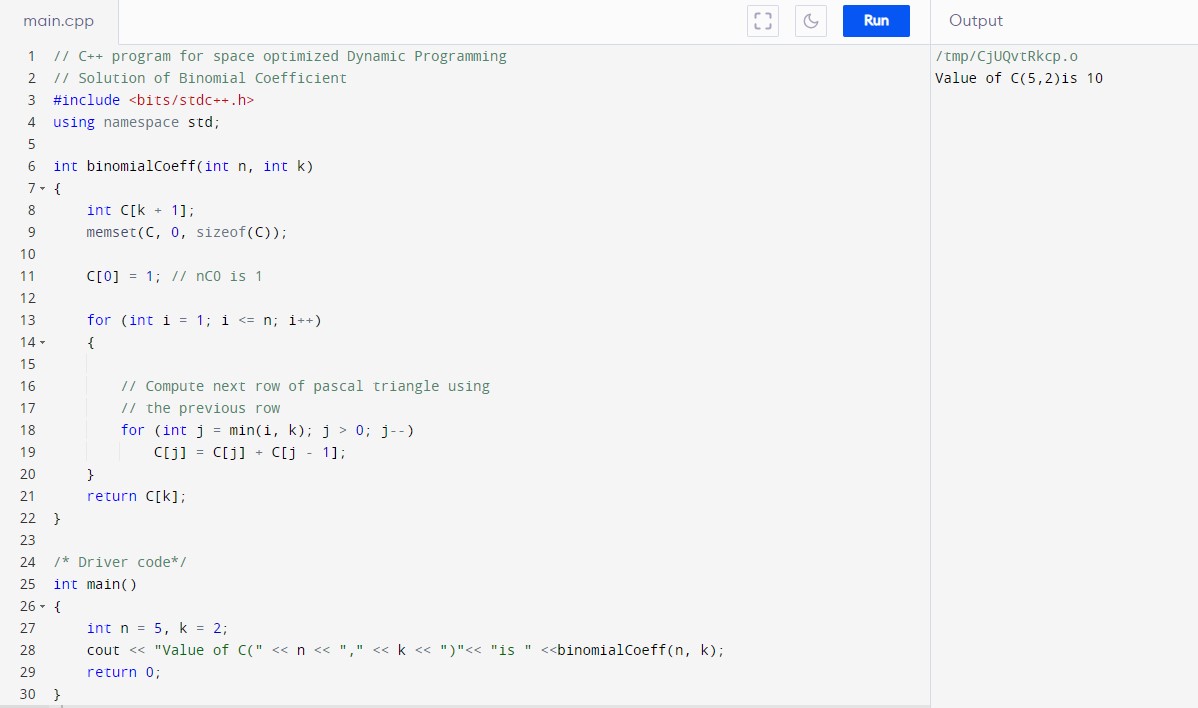 main.cpp
Run
Output
1 // C++ program for space optimized Dynamic Programming
2 // Solution of Binomial Coefficient
3 #include <bits/stdc++.h>
4 using namespace std;
5
6 int binomialCoeff(int n, int k)
7 {
8     int C[k + 1];
9     memset(C, 0, sizeof(C));
10
11     C[0] = 1; // nC0 is 1
12
13     for (int i = 1; i <= n; i++)
14     {
15
16         // Compute next row of pascal triangle using
17         // the previous row
18         for (int j = min(i, k); j > 0; j--)
19             C[j] = C[j] + C[j - 1];
20     }
21     return C[k];
22 }
23
24 /* Driver code*/
25 int main()
26 {
27     int n = 5, k = 2;
28     cout << "Value of C(" << n << "," << k << ")"<< "is " <<binomialCoeff(n, k);
29     return 0;
30 }
/tmp/CjUQvtRkcp.o
Value of C(5,2)is 10